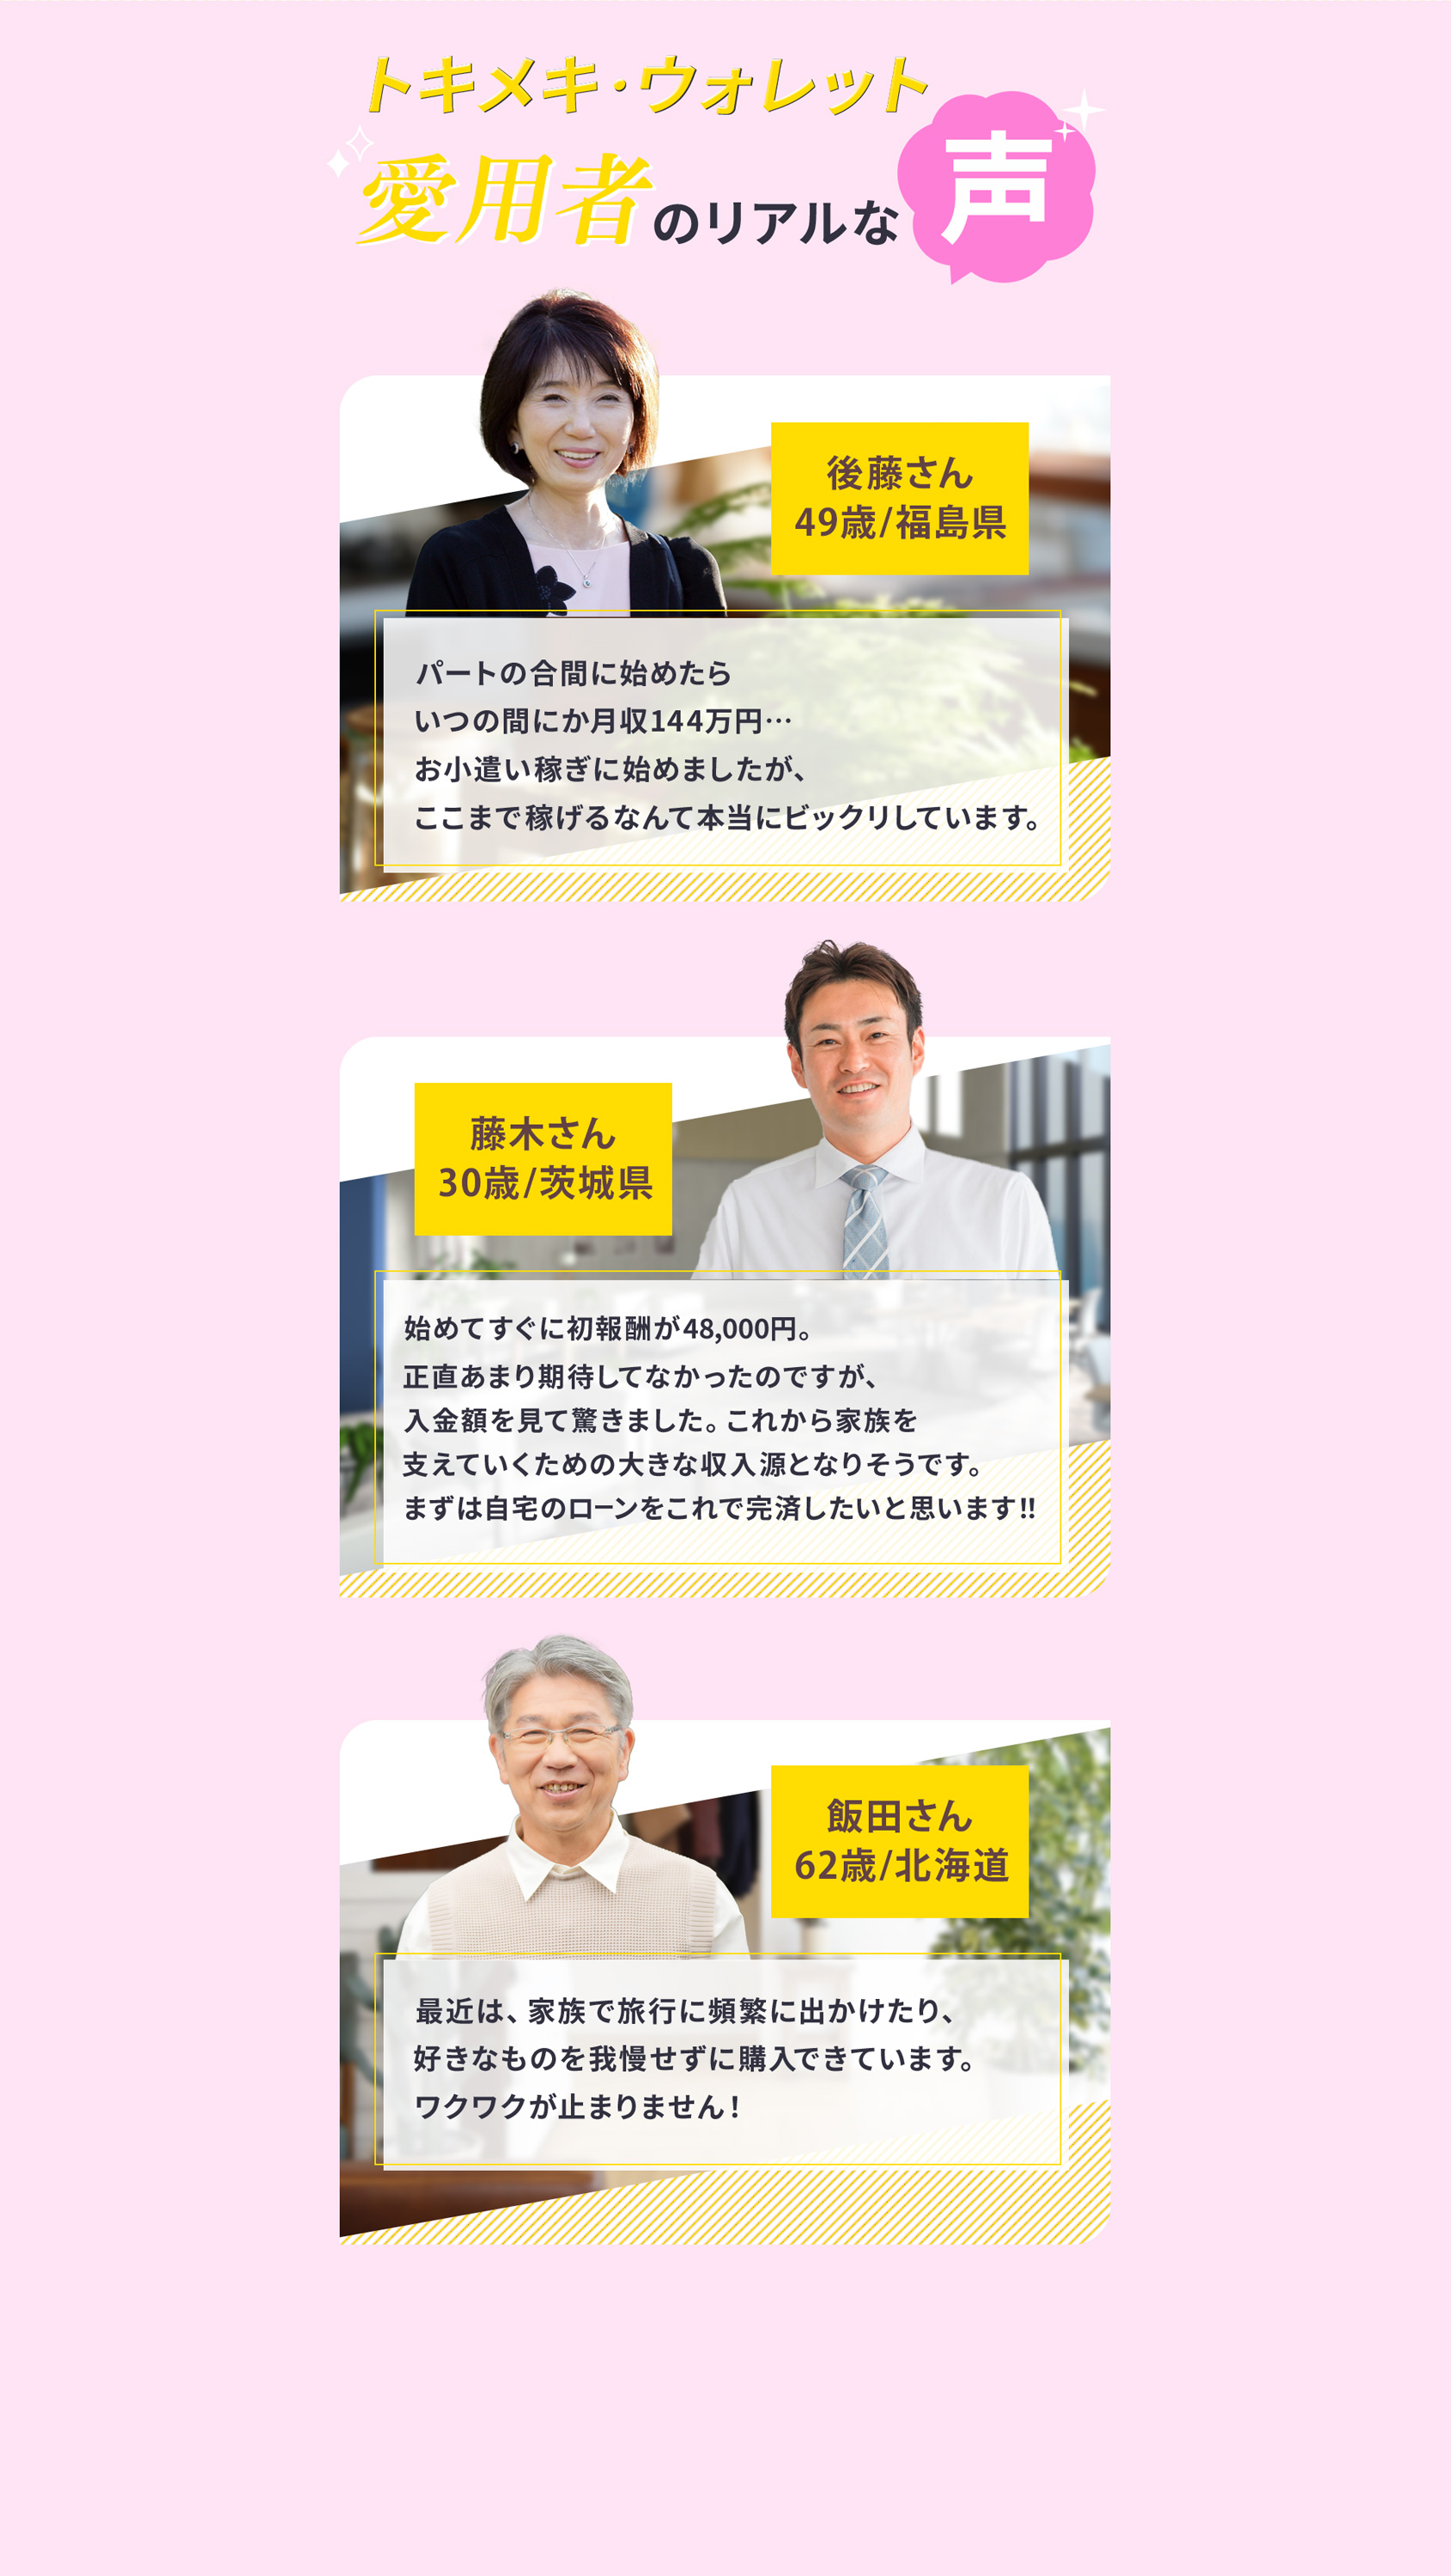 トキメキ・ウォレット
愛用者のリアルな声
後藤さん
49歳/福島県
パートの合間に始めたら
いつの間にか月収144万円…
お小遣い稼ぎに始めましたが、
ここまで稼げるなんて本当にビックリしています。
藤木さん
30歳/茨城県
始めてすぐに初報酬が48,000円。
正直あまり期待してなかったのですが、
入金額を見て驚きました。これから家族を
支えていくための大きな収入源となりそうです。
まずは自宅のローンをこれで完済したいと思います!!
飯田さん
62歳/北海道
最近は、家族で旅行に頻繁に出かけたり、
好きなものを我慢せずに購入できています。
ワクワクが止まりません！